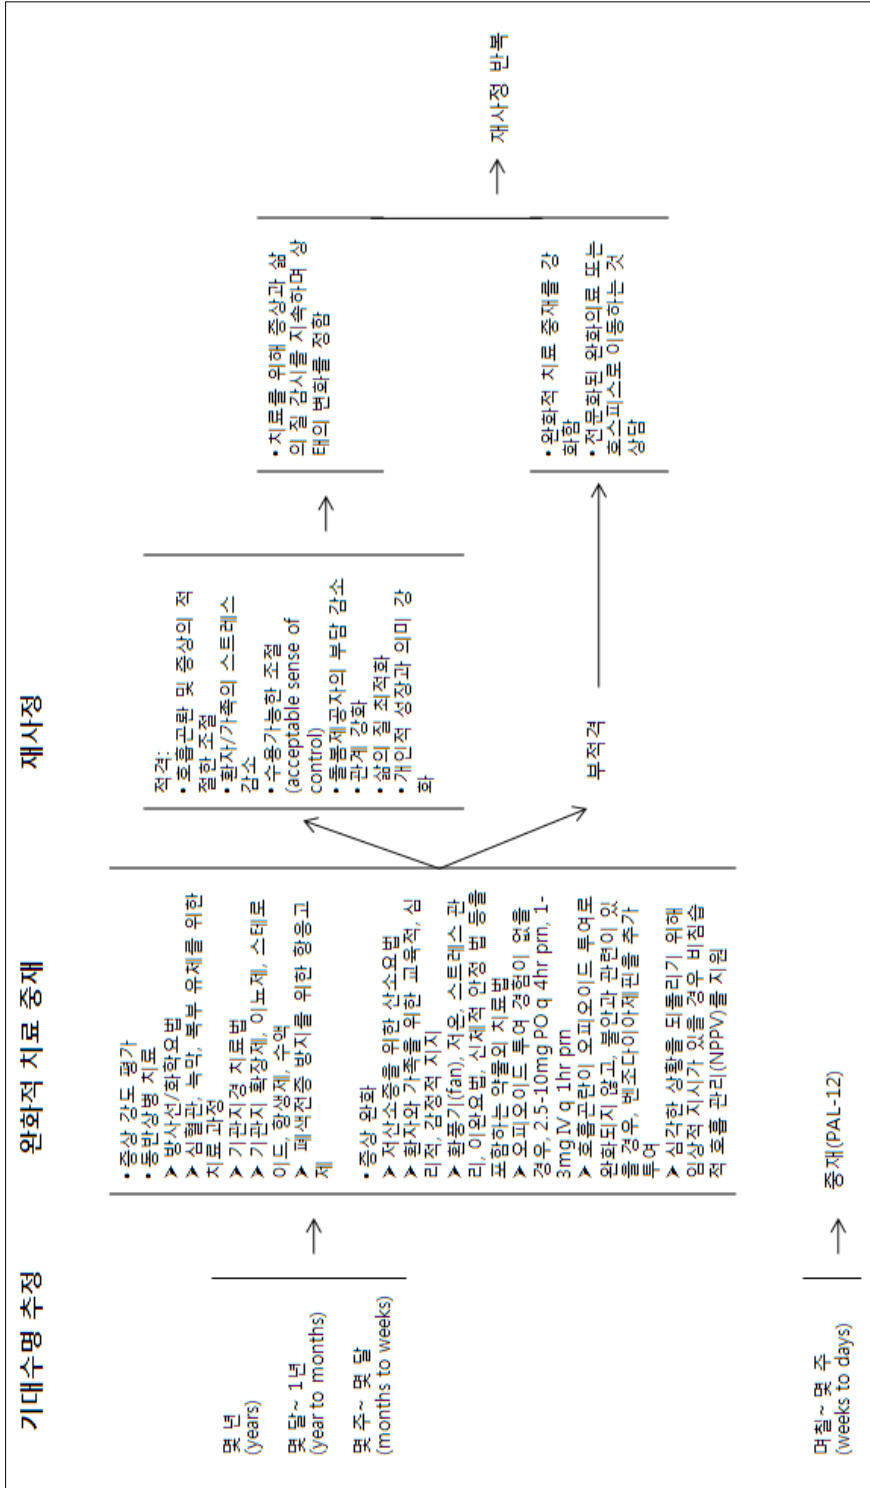 기대수명 추정
완화적 치료 중재
재사정
몇 년
(years)
몇 달~ 1년
(year to months)
몇 주~ 몇 달
(months to weeks)
며칠~ 몇 주
(weeks to days)
• 증상 강도 평가
• 동반상병 치료
➤ 방사선/화학요법
➤ 심혈관, 늑막, 복부 유제를 위한
치료 과정
➤ 기관지경 치료법
➤ 기관지 확장제, 이뇨제, 스테로
이드, 항생제, 수액
➤ 폐색전증 방지를 위한 항응고
제
• 증상 완화
➤ 저산소증을 위한 산소요법
➤ 환자와 가족을 위한 교육적, 심
리적, 감정적 지지
➤ 환풍기(fan), 저온, 스트레스 관
리, 이완요법, 신체적 안정 법 등을
포함하는 약물외 치료법
➤ 오피오이드 투여 경험이 없을
경우, 2.5-10mg PO q 4hr prn, 1-
3mg IV q 1hr prn
➤ 호흡곤란이 오피오이드 투여로
완화되지 않고, 불안과 관련이 있
을 경우, 벤조다이아제핀을 추가
투여
➤ 심각한 상황을 되돌리기 위해
임상적 지시가 있을 경우 비침습
적 호흡 관리(NPPV)를 지원
중재(PAL-12)
적격:
• 호흡곤란 및 증상의 적
절한 조절
• 환자/가족의 스트레스
감소
• 수용가능한 조절
(acceptable sense of
control)
• 돌봄제공자의 부담 감소
• 관계 강화
• 삶의 질 최적화
• 개인적 성장과 의미 강
화
부적격
• 치료를 위해 증상과 삶
의 질 감시를 지속하며 상
태의 변화를 정함
• 완화적 치료 중재를 강
화함
• 전문화된 완화의료 또는
호스피스로 이동하는 것
상담
재사정 반복